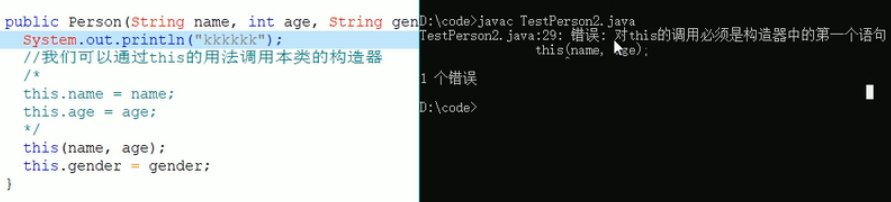 public Person(String name, int age, String gen
System.out.println("kkkkkk");
//我们可以通过this的用法调用本类的构造器
/*
this.name = name;
this.age = age;
*/
this(name, age);
this.gender = gender;
}
D:\code>javac TestPerson2.java
TestPerson2.java:29: 错误: 对this的调用必须是构造器中的第一个语句
this(name, age);
^
1 个错误
D:\code>